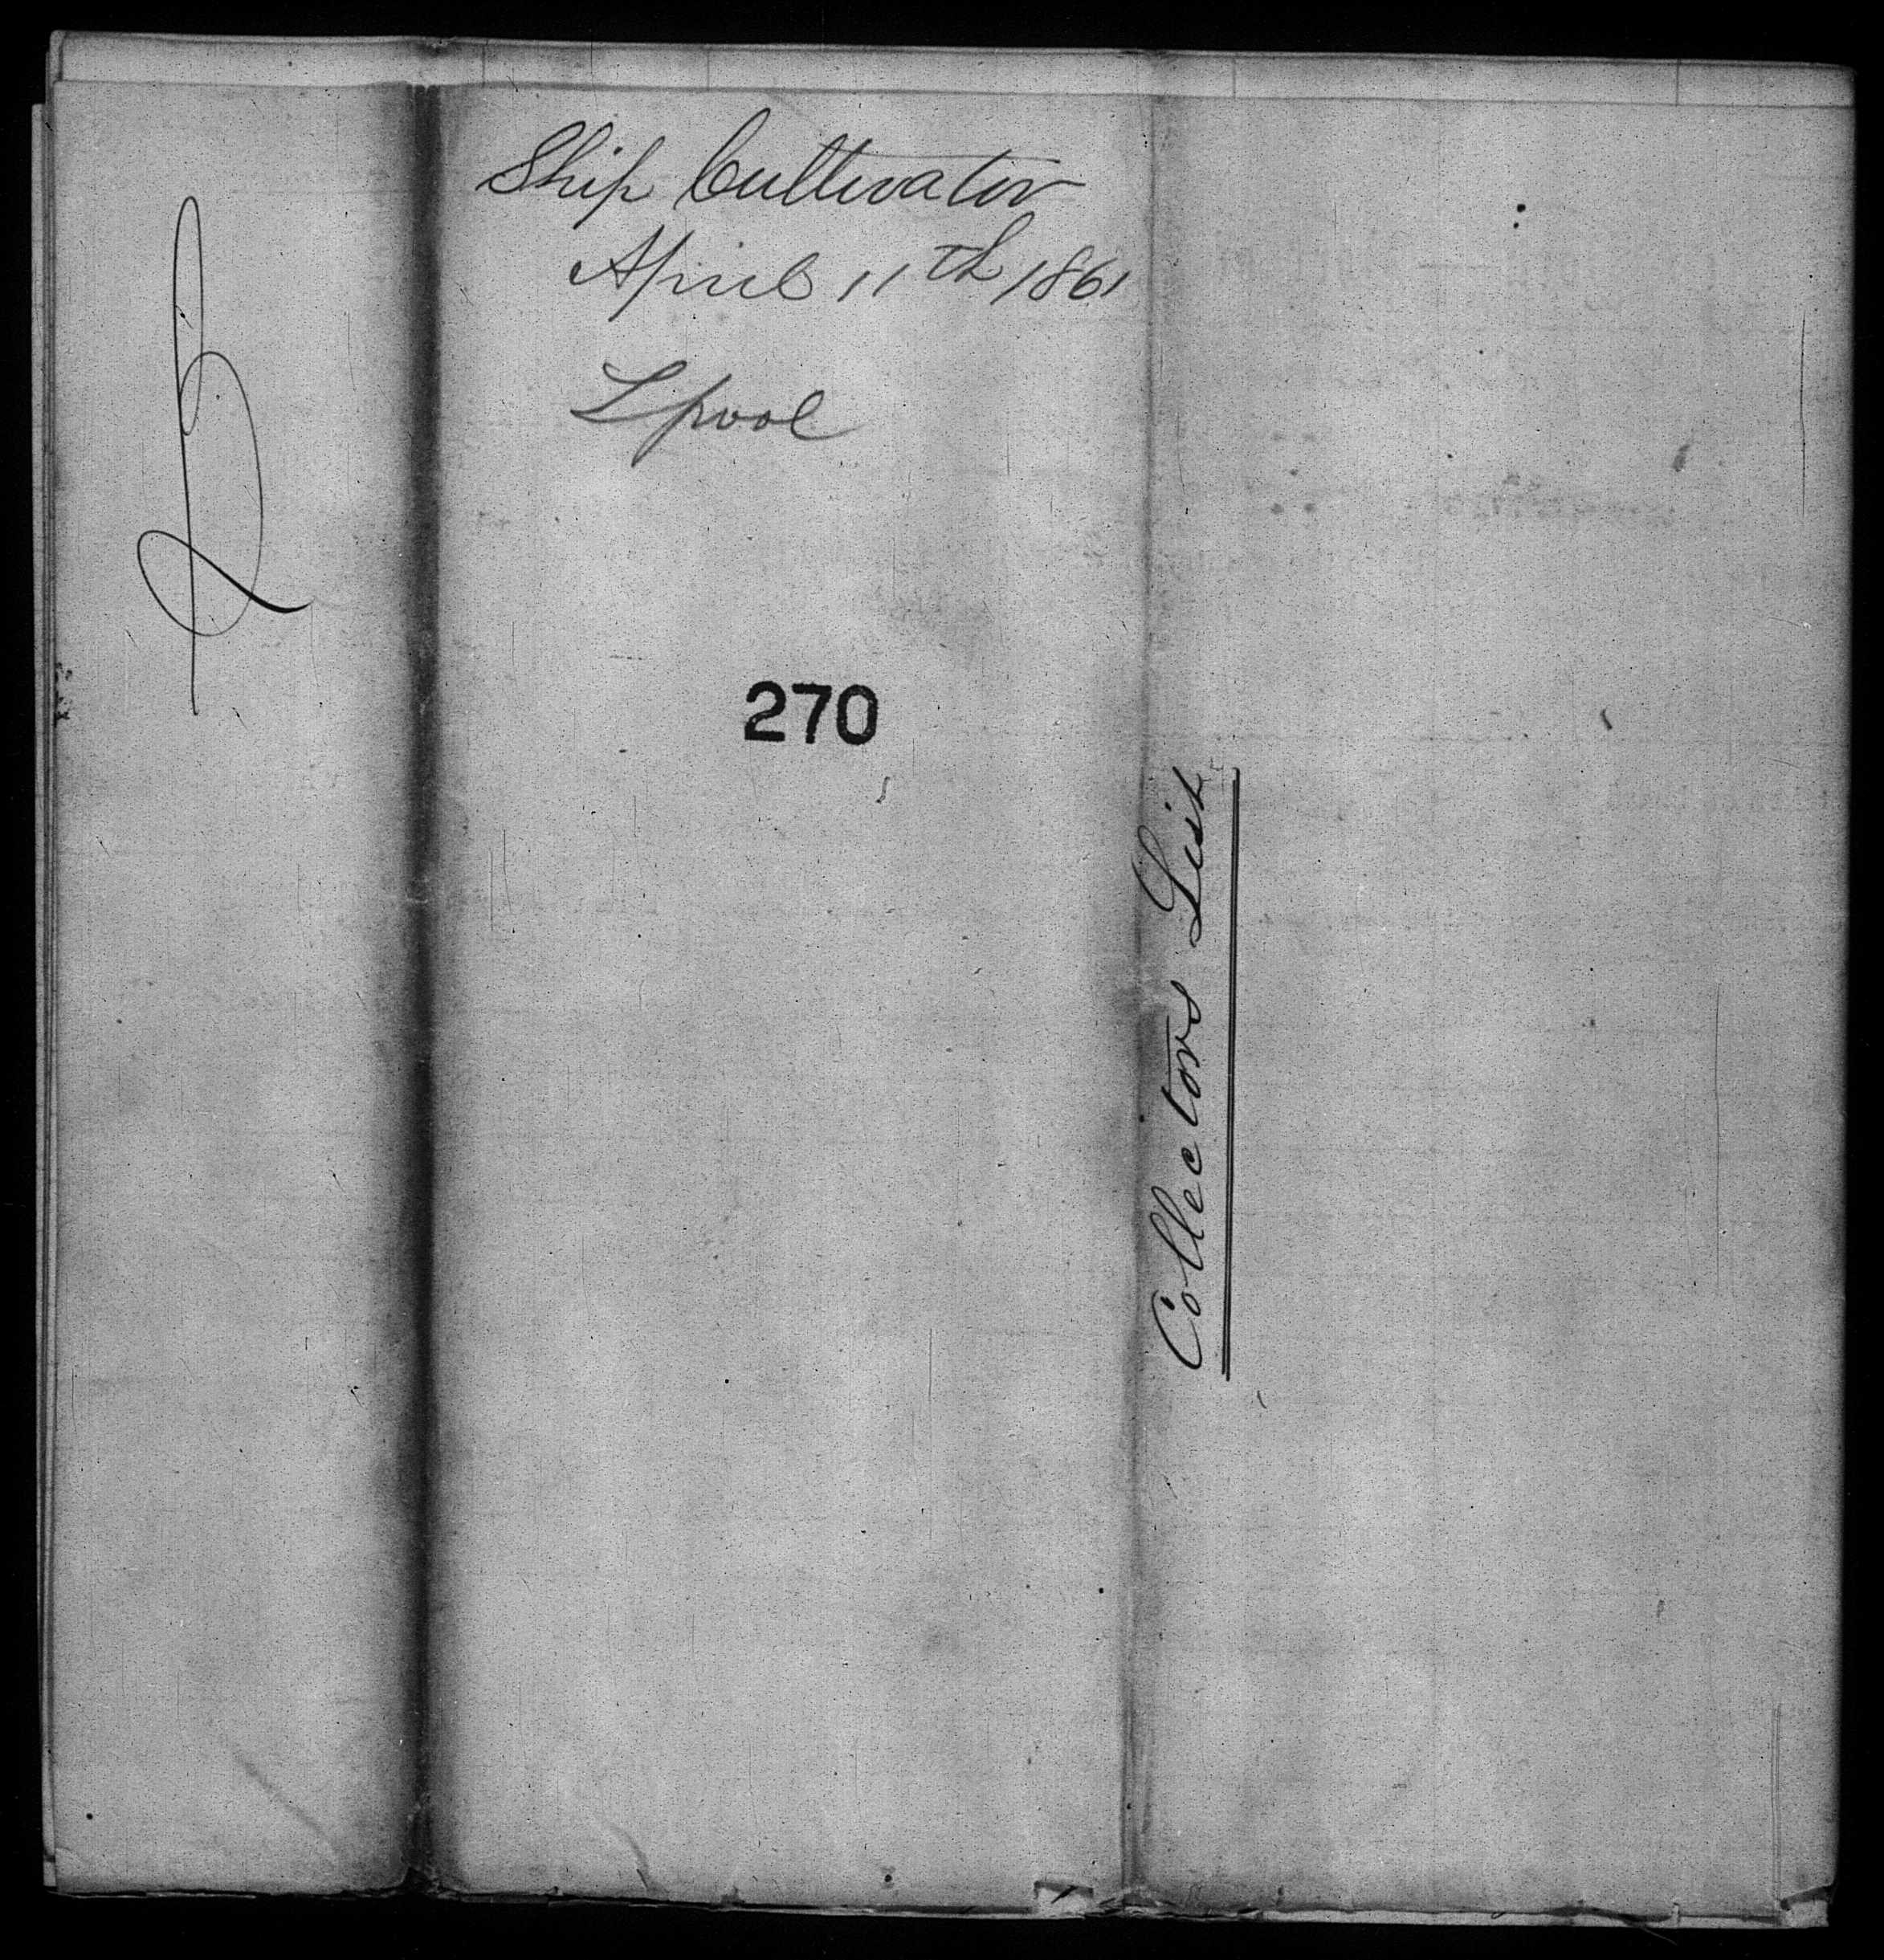 Ship Cultivator
April 11th 1861
Lpool
270
Collectors List